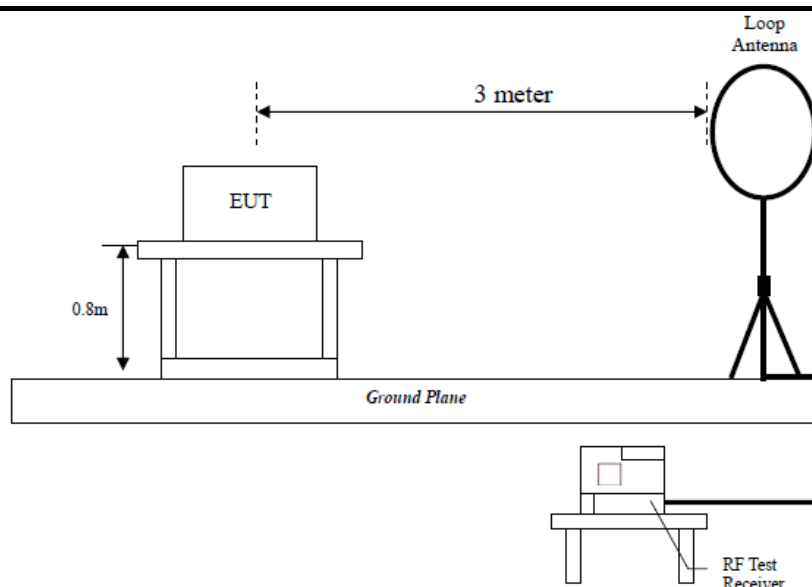 Loop
Antenna
3 meter
EUT
0.8m
Ground Plane
RF Test
Receiver